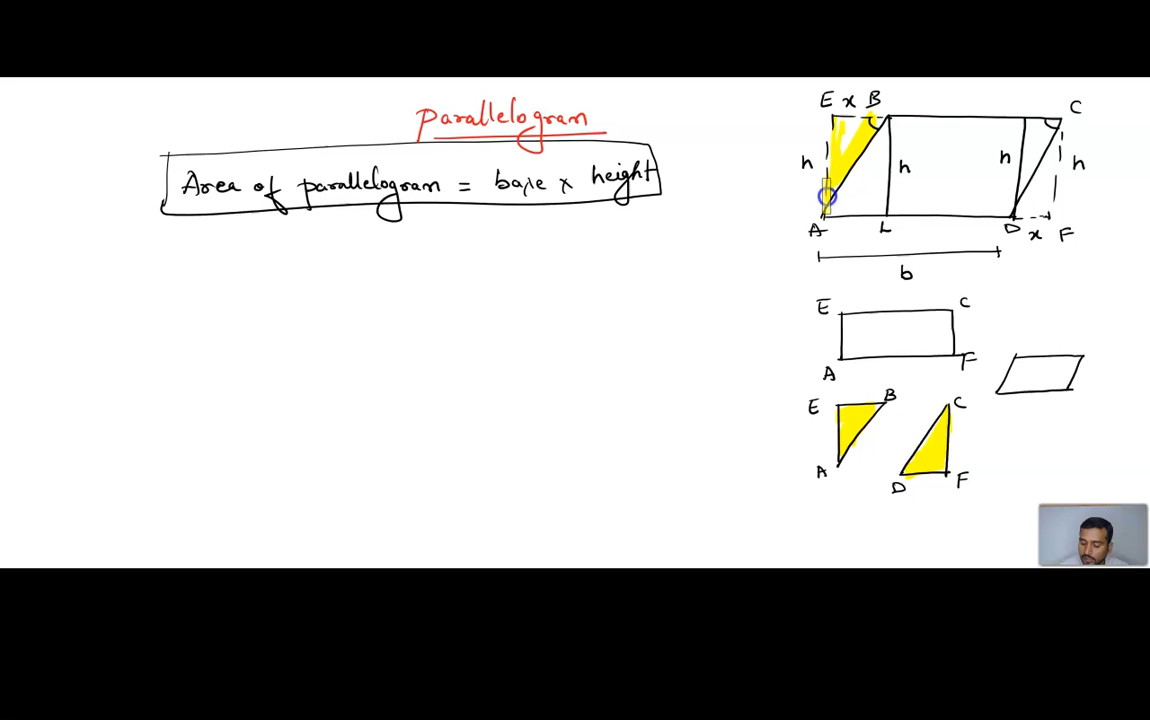 Parallelogram
Area of parallelogram = base x height
E x B C
h h h h
A L D x F
b
E C
A F
E B C
A D F